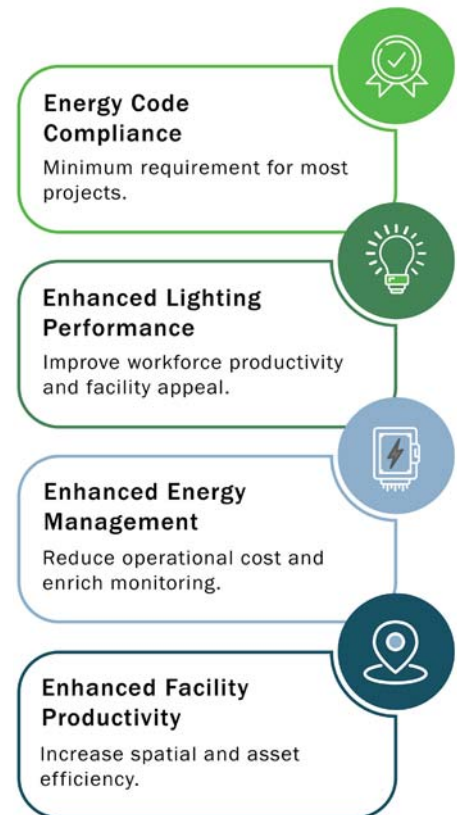 Energy Code
Compliance
Minimum requirement for most
projects.
Enhanced Lighting
Performance
Improve workforce productivity
and facility appeal.
Enhanced Energy
Management
Reduce operational cost and
enrich monitoring.
Enhanced Facility
Productivity
Increase spatial and asset
efficiency.